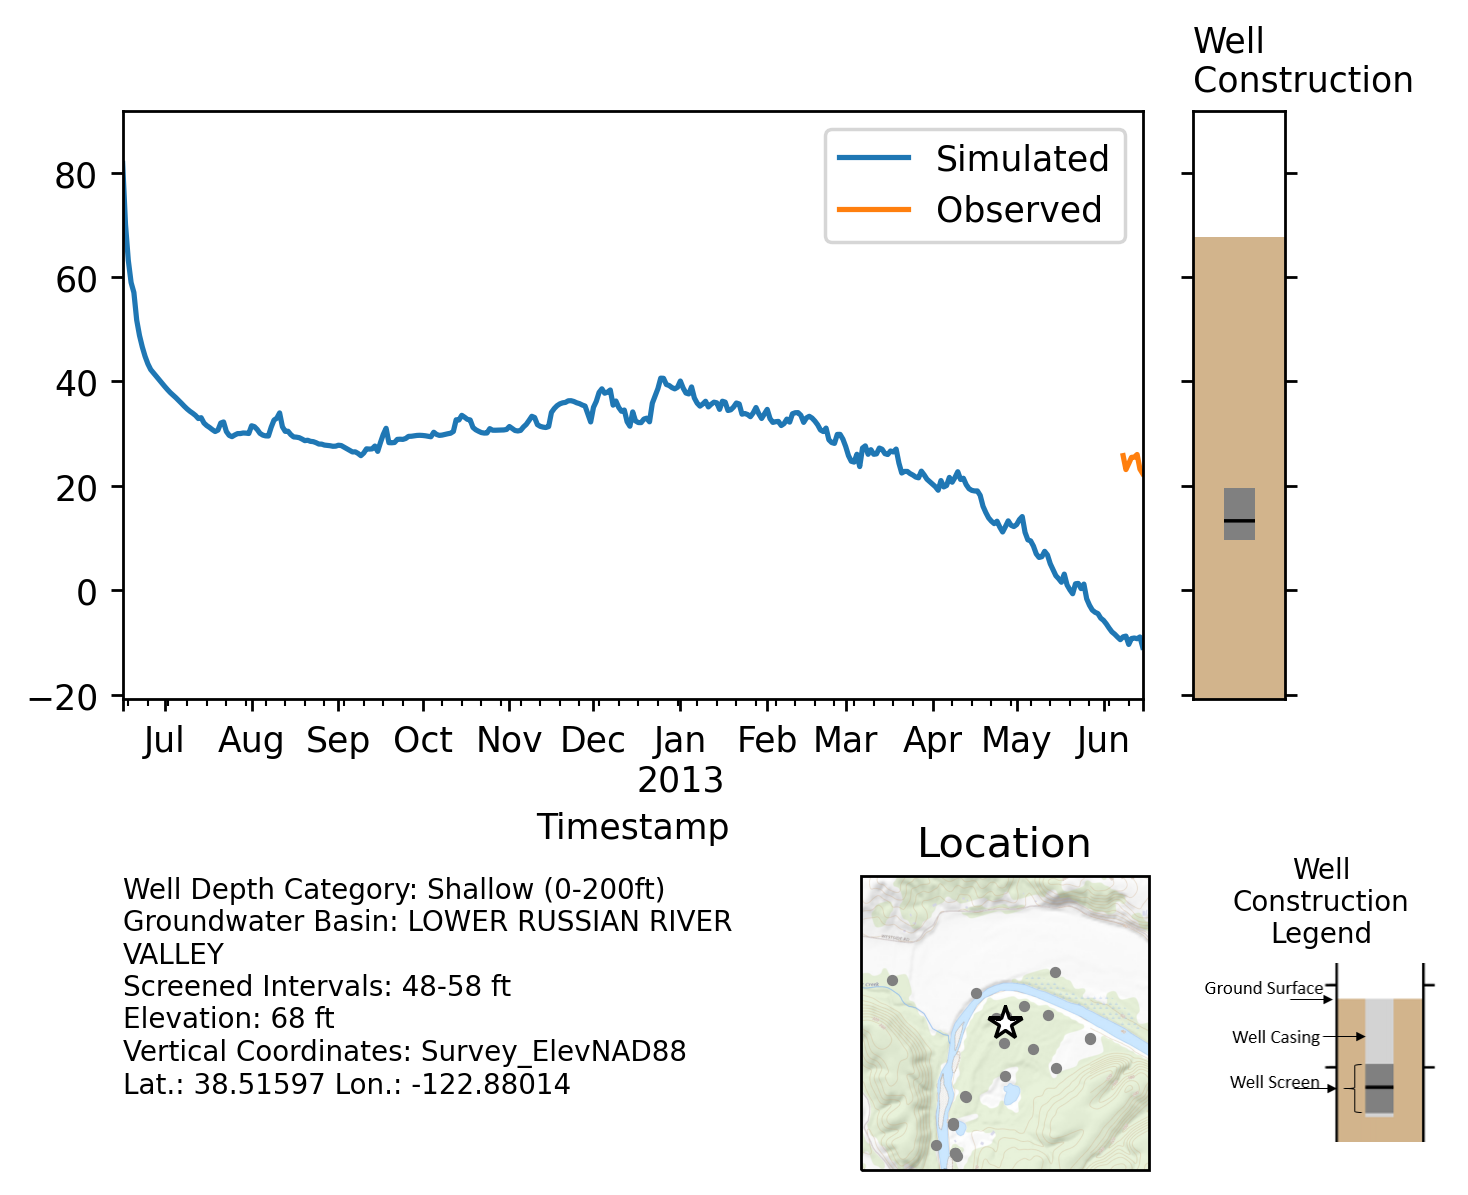 Well
Construction
Simulated
Observed
80
60
40
20
0
−20
Jul Aug Sep Oct Nov Dec Jan Feb Mar Apr May Jun
2013
Timestamp
Well Depth Category: Shallow (0-200ft)
Groundwater Basin: LOWER RUSSIAN RIVER
VALLEY
Screened Intervals: 48-58 ft
Elevation: 68 ft
Vertical Coordinates: Survey_ElevNAD88
Lat.: 38.51597 Lon.: -122.88014
Location
Well
Construction
Legend
Ground Surface
Well Casing
Well Screen